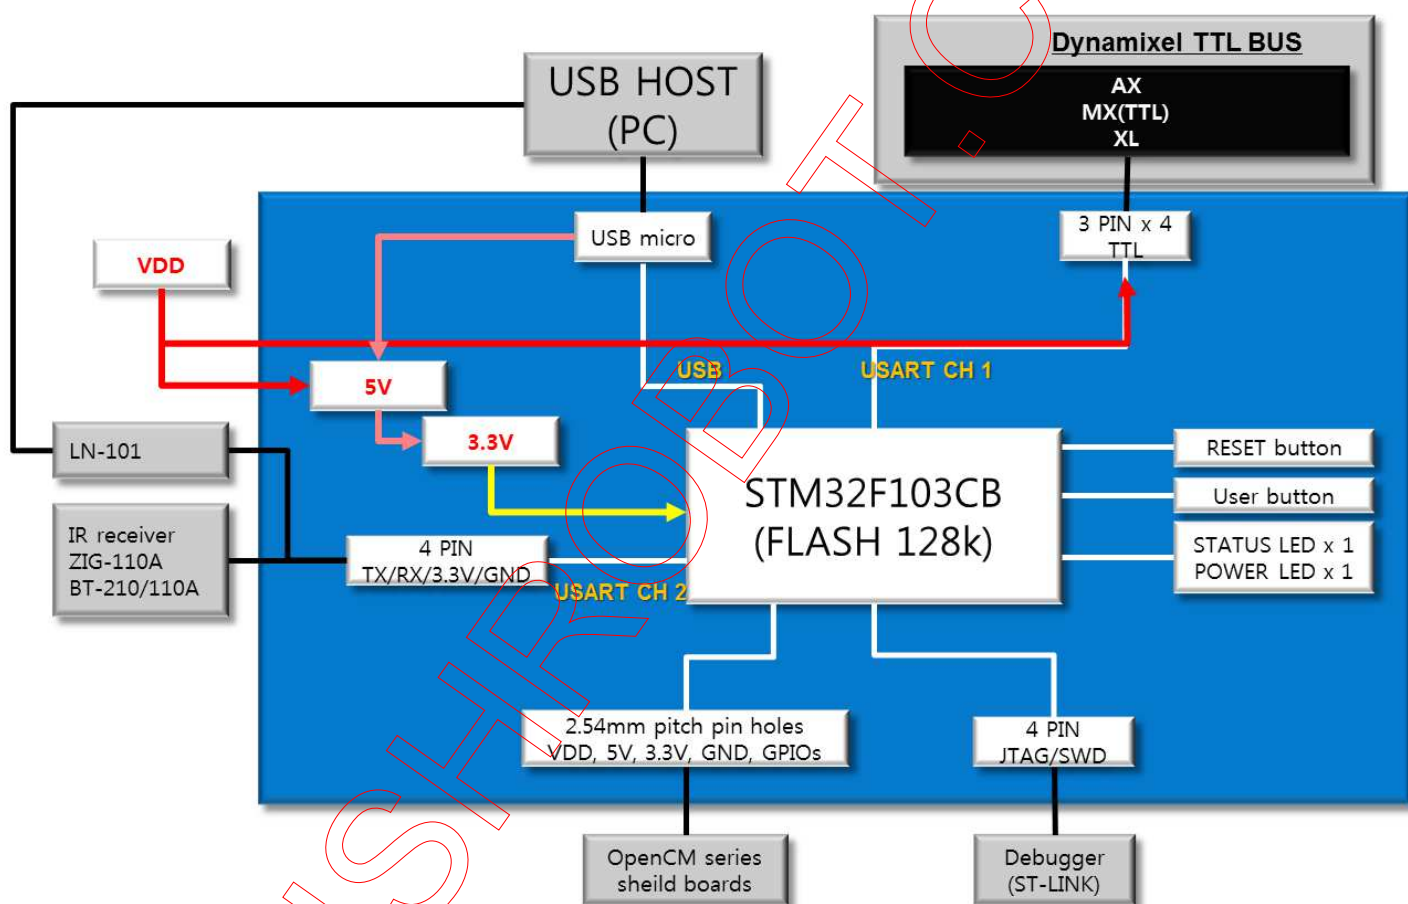 Dynamixel TTL BUS
AX
MX(TTL)
XL
USB HOST
(PC)
USB micro
3 PIN x 4
TTL
VDD
5V
USB
USART CH 1
3.3V
LN-101
STM32F103CB
(FLASH 128k)
RESET button
User button
STATUS LED x 1
POWER LED x 1
IR receiver
ZIG-110A
BT-210/110A
4 PIN
TX/RX/3.3V/GND
USART CH 2
2.54mm pitch pin holes
VDD, 5V, 3.3V, GND, GPIOs
4 PIN
JTAG/SWD
OpenCM series
sheild boards
Debugger
(ST-LINK)
USHROBOT.C